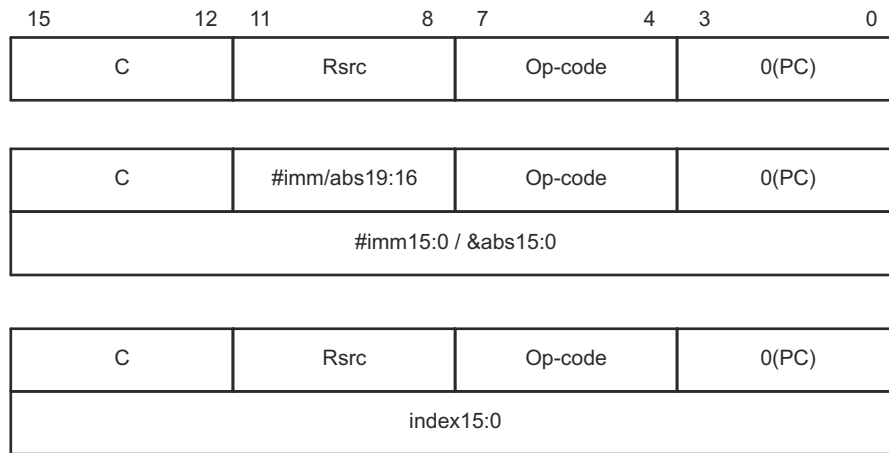 15 12 11 8 7 4 3 0
C Rsrc Op-code 0(PC)
C #imm/abs19:16 Op-code 0(PC)
#imm15:0 / &abs15:0
C Rsrc Op-code 0(PC)
index15:0